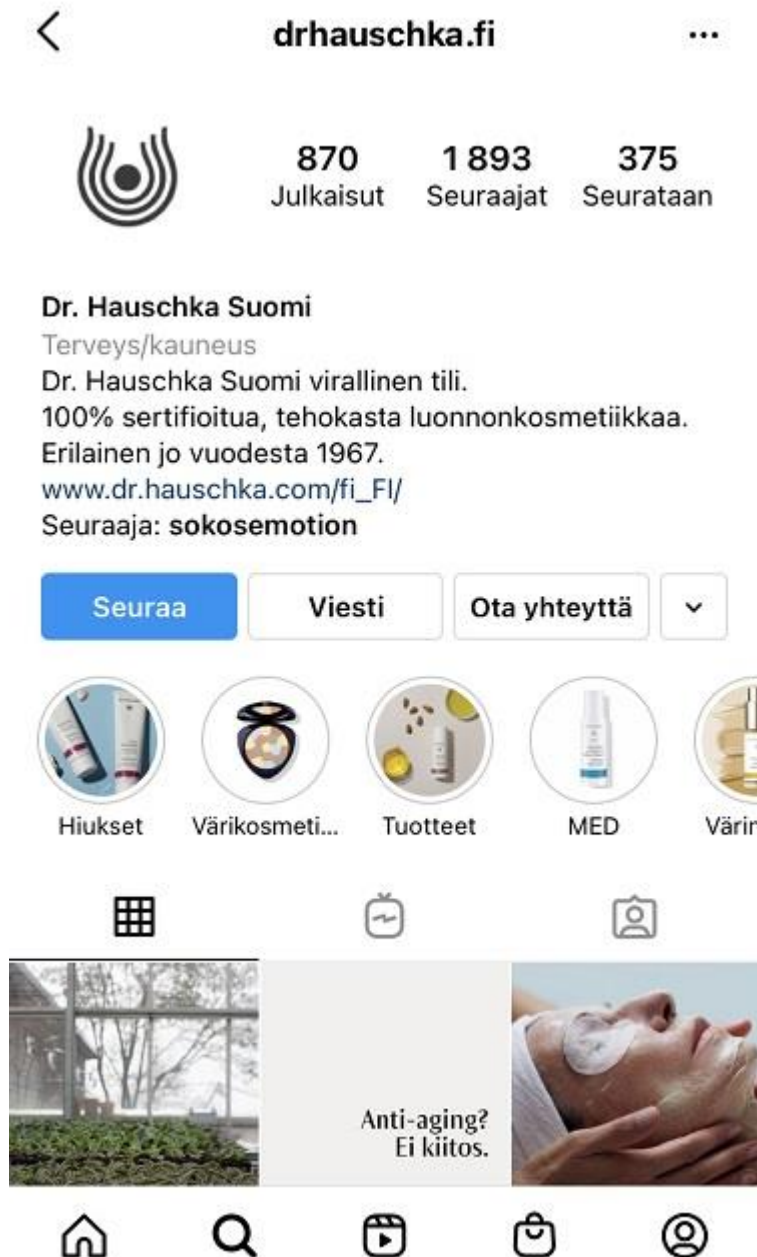 drhauschka.fi
870 1 893 375
Julkaisut Seuraajat Seurataan
Dr. Hauschka Suomi
Terveys/kauneus
Dr. Hauschka Suomi virallinen tili.
100% sertifioitua, tehokasta luonnonkosmetiikkaa.
Erilainen jo vuodesta 1967.
www.dr.hauschka.com/fi_FI/
Seuraaja: sokosemotion
Seuraa Viesti Ota yhteyttä
Hiukset Värikosmeti... Tuotteet MED
Anti-aging?
Ei kiitos.